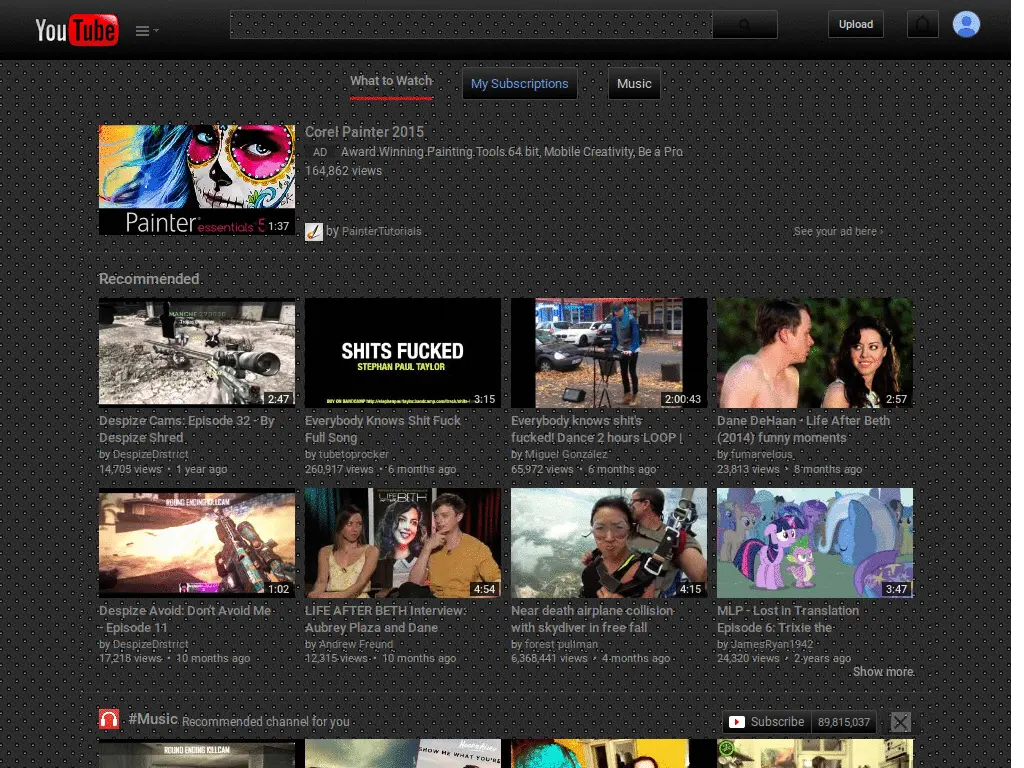 YouTube
Upload
What to Watch
My Subscriptions
Music
Corel Painter 2015
AD Award Winning Painting Tools 64 bit, Mobile Creativity, Be a Pro
164,862 views
Painter essentials 5
1:37
by PainterTutorials
See your ad here ›
Recommended
2:47
SHITS FUCKED
STEPHAN PAUL TAYLOR
3:15
2:00:43
2:57
Despize Cams: Episode 32 - By
Despize Shred
by DespizeDistrict
14,705 views • 1 year ago
Everybody Knows Shit Fuck
Full Song
by tubetoprocker
260,917 views • 6 months ago
Everybody knows shit's
fucked! Dance 2 hours LOOP |
by Miguel González
65,972 views • 6 months ago
Dane DeHaan - Life After Beth
(2014) funny moments
by fumarvelous
23,813 views • 8 months ago
ROUND ENDING KILLCAM
1:02
BETH
4:54
4:15
3:47
Despize Avoid: Don't Avoid Me
- Episode 11
by DespizeDistrict
17,218 views • 10 months ago
LIFE AFTER BETH Interview:
Aubrey Plaza and Dane
by Andrew Freund
12,315 views • 10 months ago
Near death airplane collision
with skydiver in free fall
by forest pullman
6,368,441 views • 4 months ago
MLP - Lost in Translation
Episode 6: Trixie the
by JamesRyan1942
24,320 views • 2 years ago
Show more
#Music Recommended channel for you
Subscribe 89,815,037
ROUND ENDING KILLCAM
SHOW ME WHAT YOU'RE